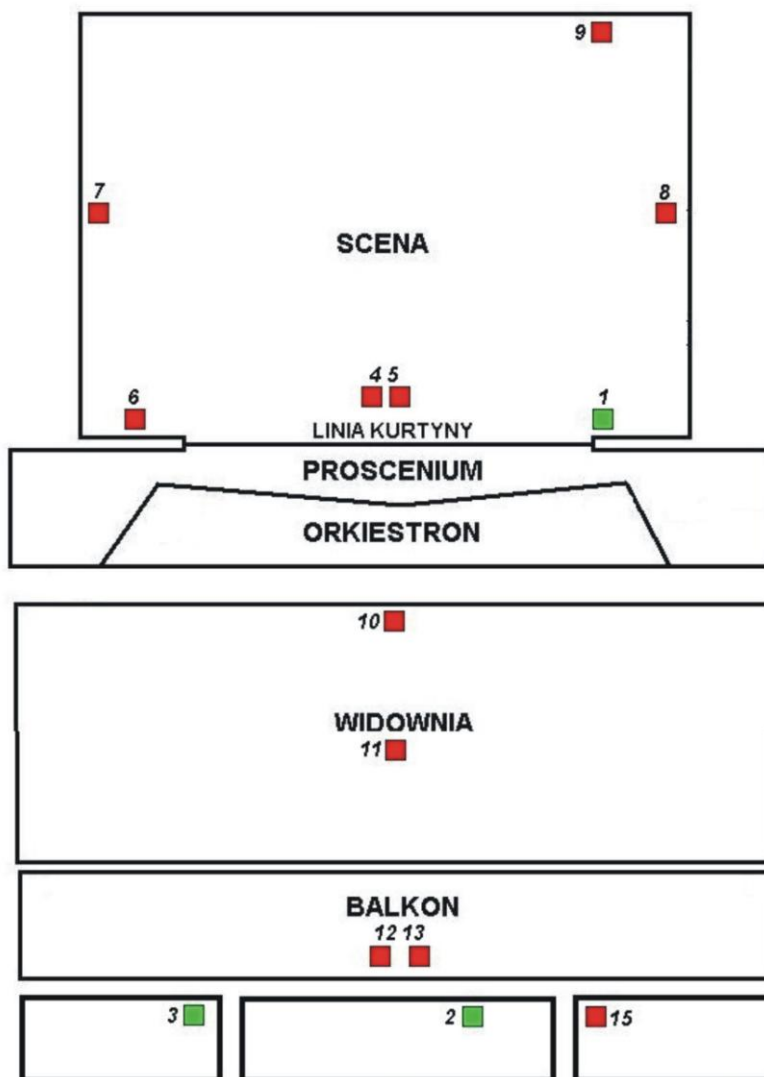 9
7 8
SCENA
4 5
6 1
LINIA KURTYNY
PROSCENIUM
ORKIESTRON
10
WIDOWNIA
11
BALKON
12 13
3 2 15